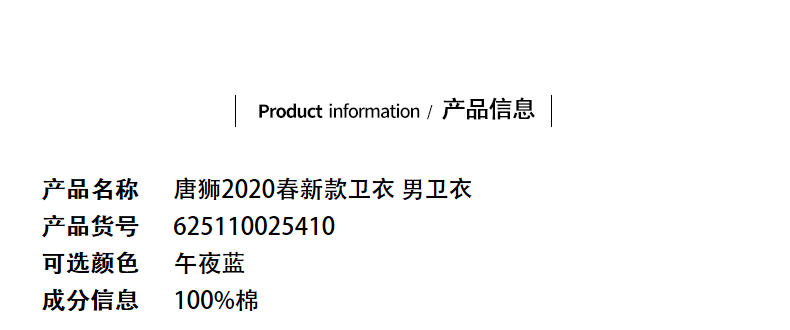 Product information / 产品信息
产品名称 唐狮2020春新款卫衣 男卫衣
产品货号 625110025410
可选颜色 午夜蓝
成分信息 100%棉